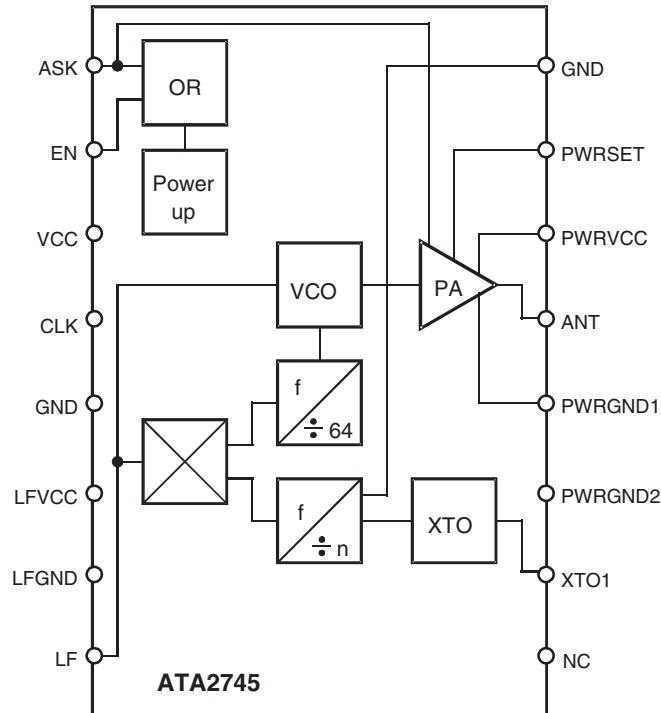 ASK
OR
GND
EN
Power
up
PWRSET
VCC
PWRVCC
VCO
PA
CLK
ANT
GND
f
÷ 64
PWRGND1
LFVCC
f
÷ n
XTO
PWRGND2
LFGND
XTO1
LF
ATA2745
NC